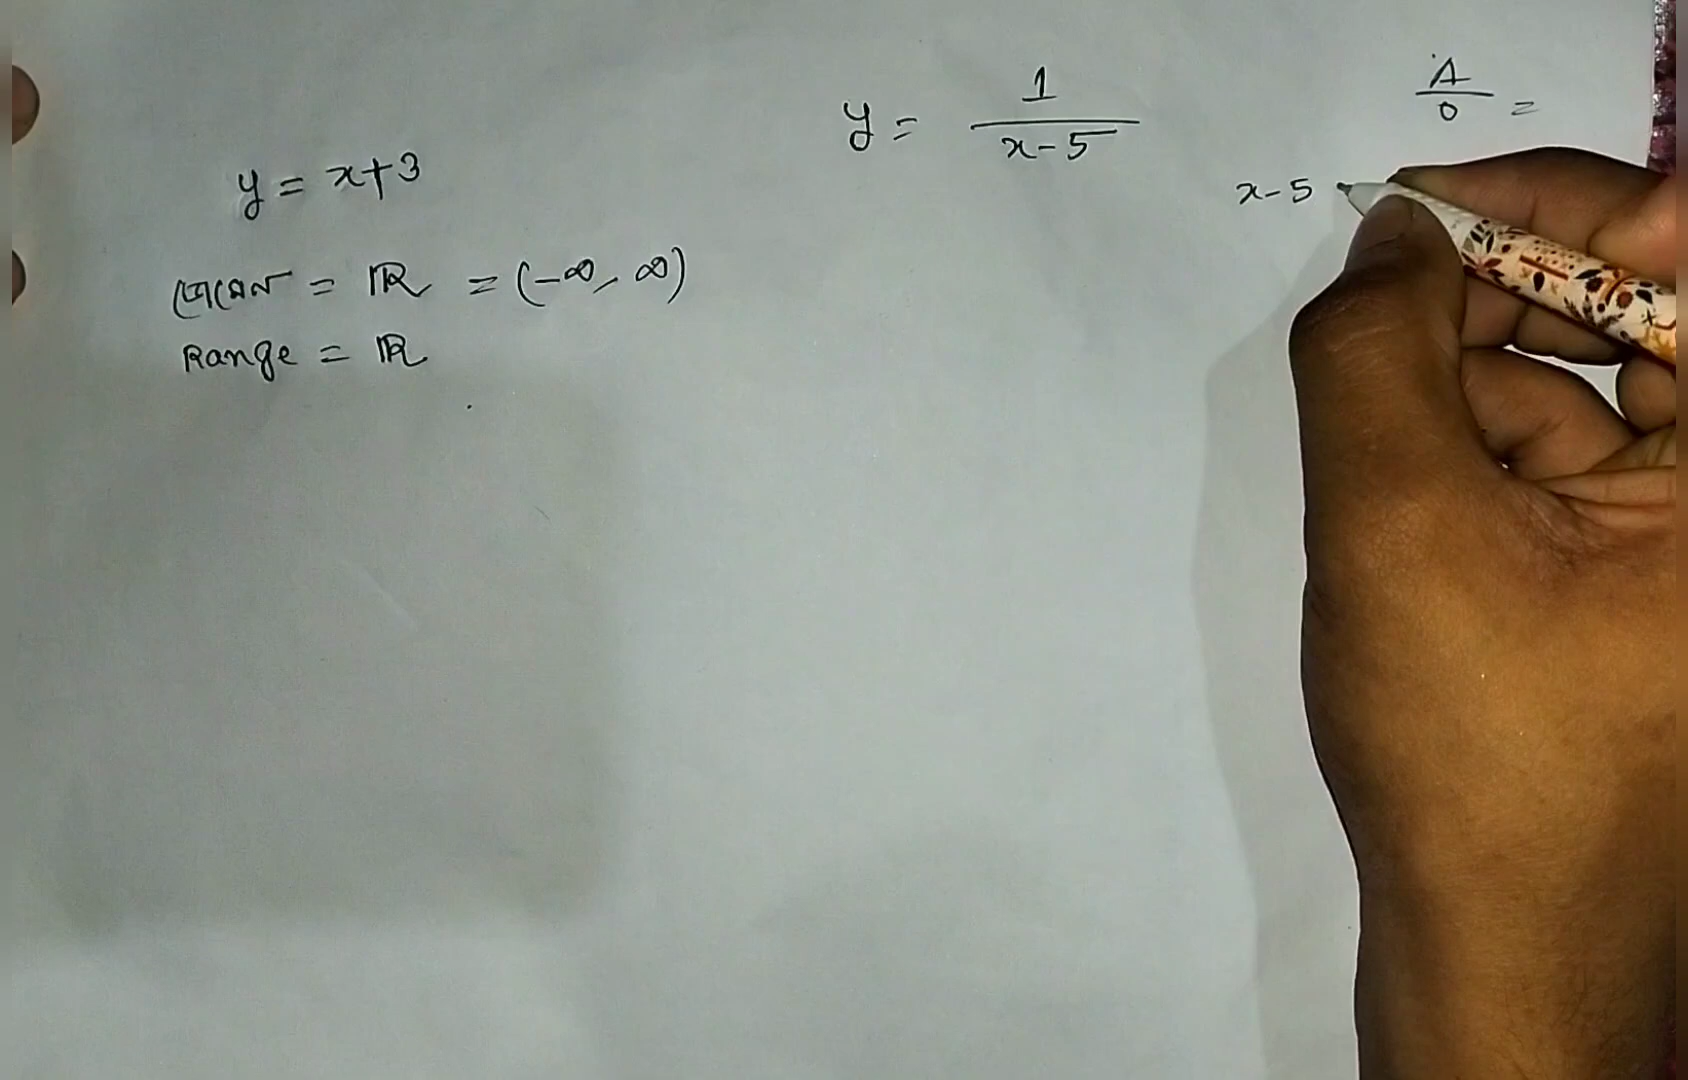 y = x+3
ডোমেন = ℝ = (-∞, ∞)
Range = ℝ
y = 1/(x-5)
A/0 =
x-5